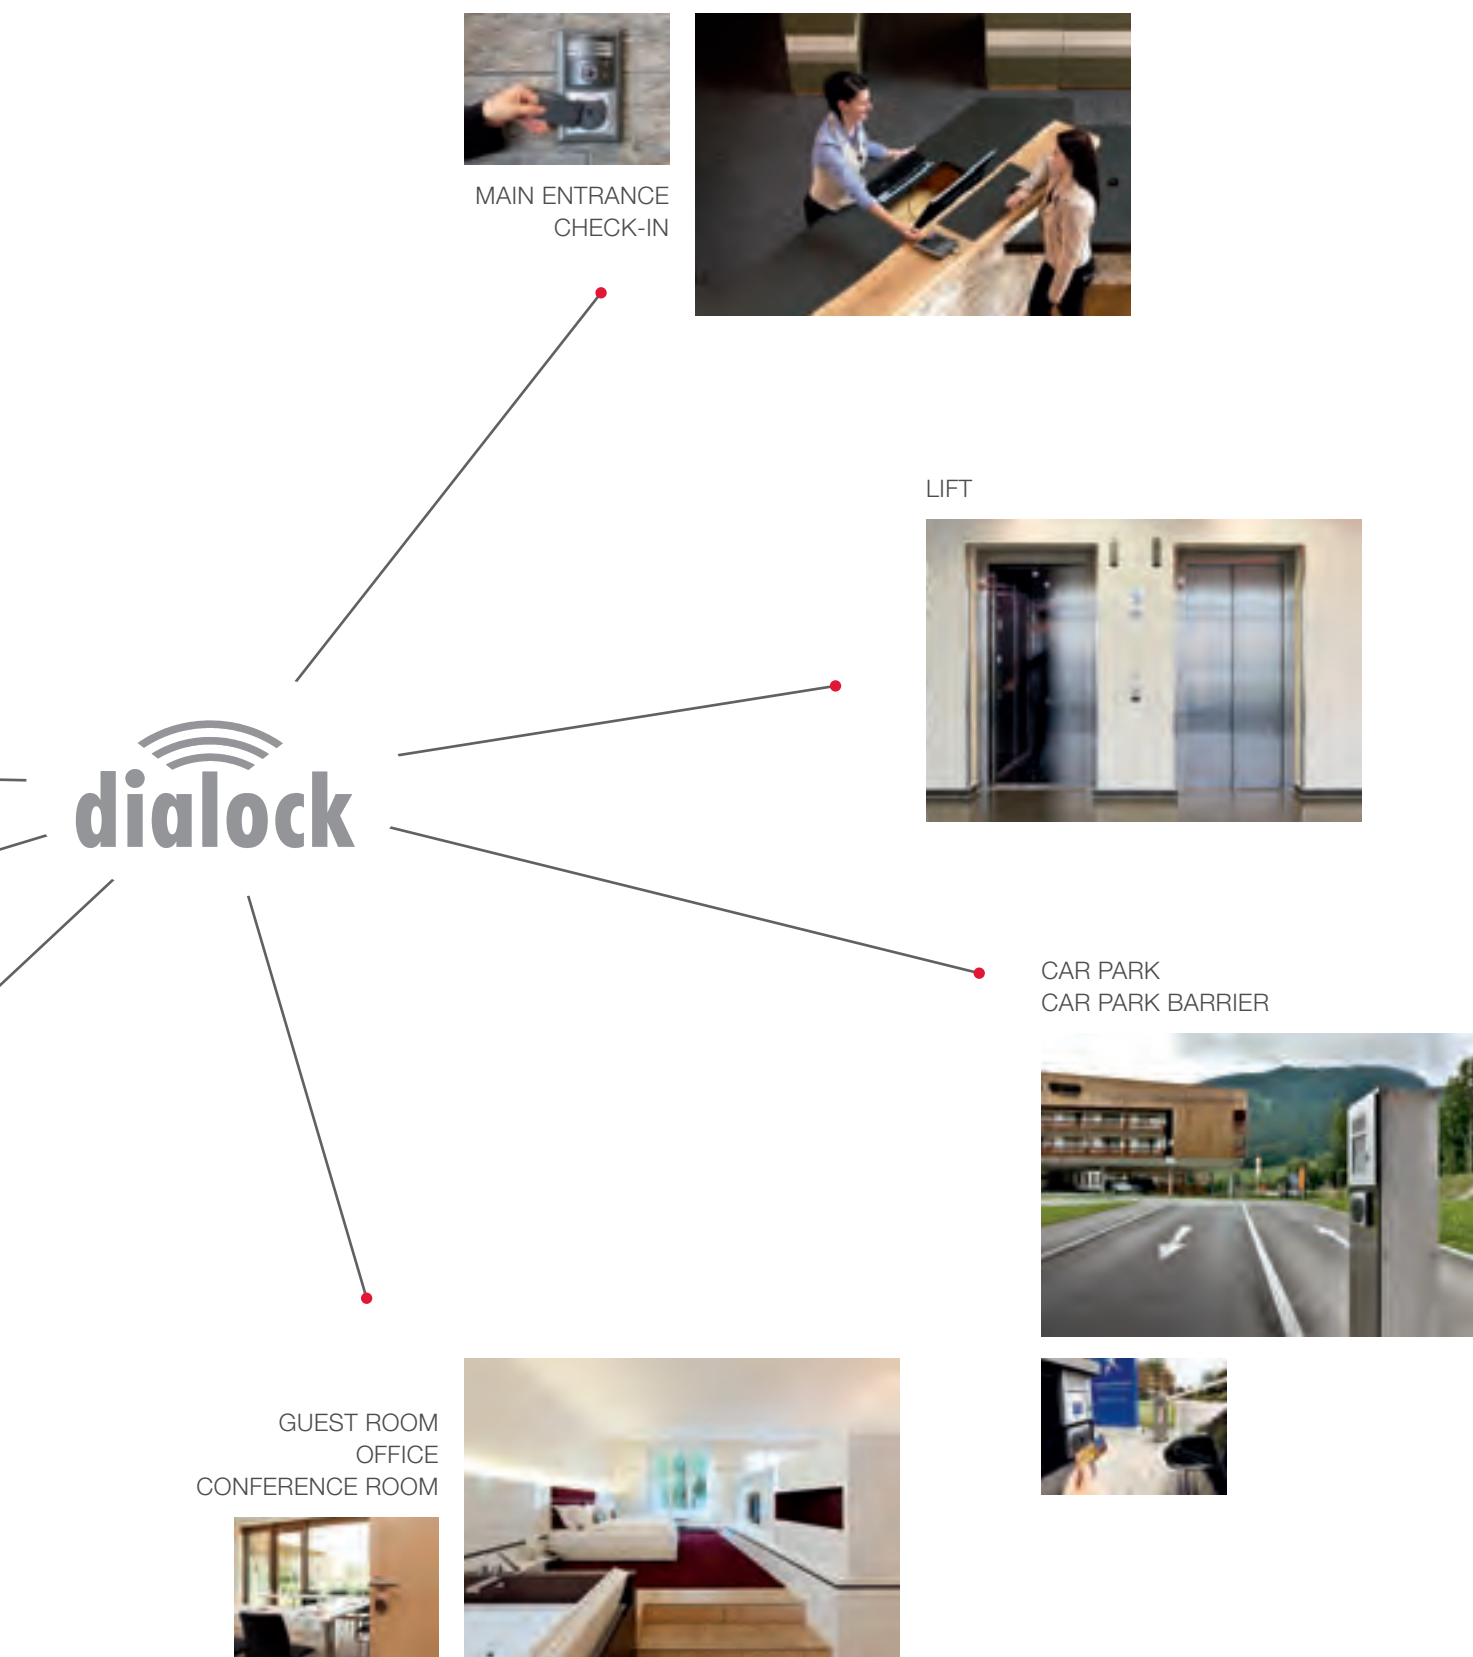 MAIN ENTRANCE
CHECK-IN
LIFT
dialock
CAR PARK
CAR PARK BARRIER
GUEST ROOM
OFFICE
CONFERENCE ROOM